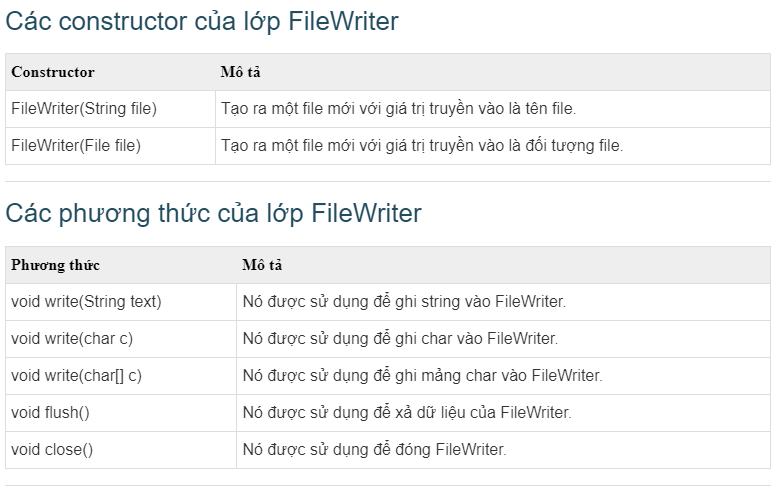 Các constructor của lớp FileWriter
Constructor Mô tả
FileWriter(String file) Tạo ra một file mới với giá trị truyền vào là tên file.
FileWriter(File file) Tạo ra một file mới với giá trị truyền vào là đối tượng file.
Các phương thức của lớp FileWriter
Phương thức Mô tả
void write(String text) Nó được sử dụng để ghi string vào FileWriter.
void write(char c) Nó được sử dụng để ghi char vào FileWriter.
void write(char[] c) Nó được sử dụng để ghi mảng char vào FileWriter.
void flush() Nó được sử dụng để xả dữ liệu của FileWriter.
void close() Nó được sử dụng để đóng FileWriter.